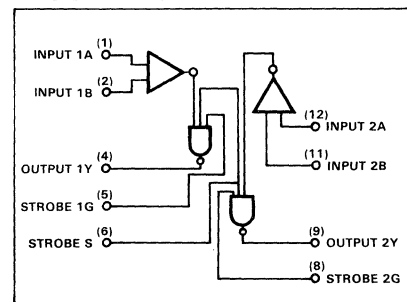 (1)
INPUT 1A
(2)
INPUT 1B
(12)
INPUT 2A
(11)
INPUT 2B
(4)
OUTPUT 1Y
(5)
STROBE 1G
(6)
STROBE S
(9)
OUTPUT 2Y
(8)
STROBE 2G